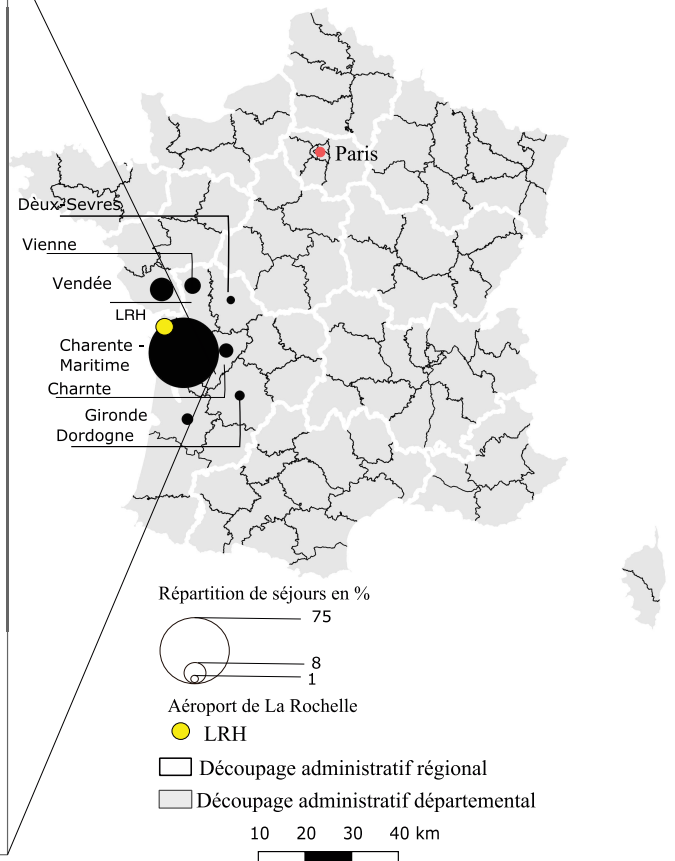 Paris
Dèux-Sevres
Vienne
Vendée
LRH
Charente -
Maritime
Charnte
Gironde
Dordogne
Répartition de séjours en %
75
8
1
Aéroport de La Rochelle
LRH
Découpage administratif régional
Découpage administratif départemental
10 20 30 40 km